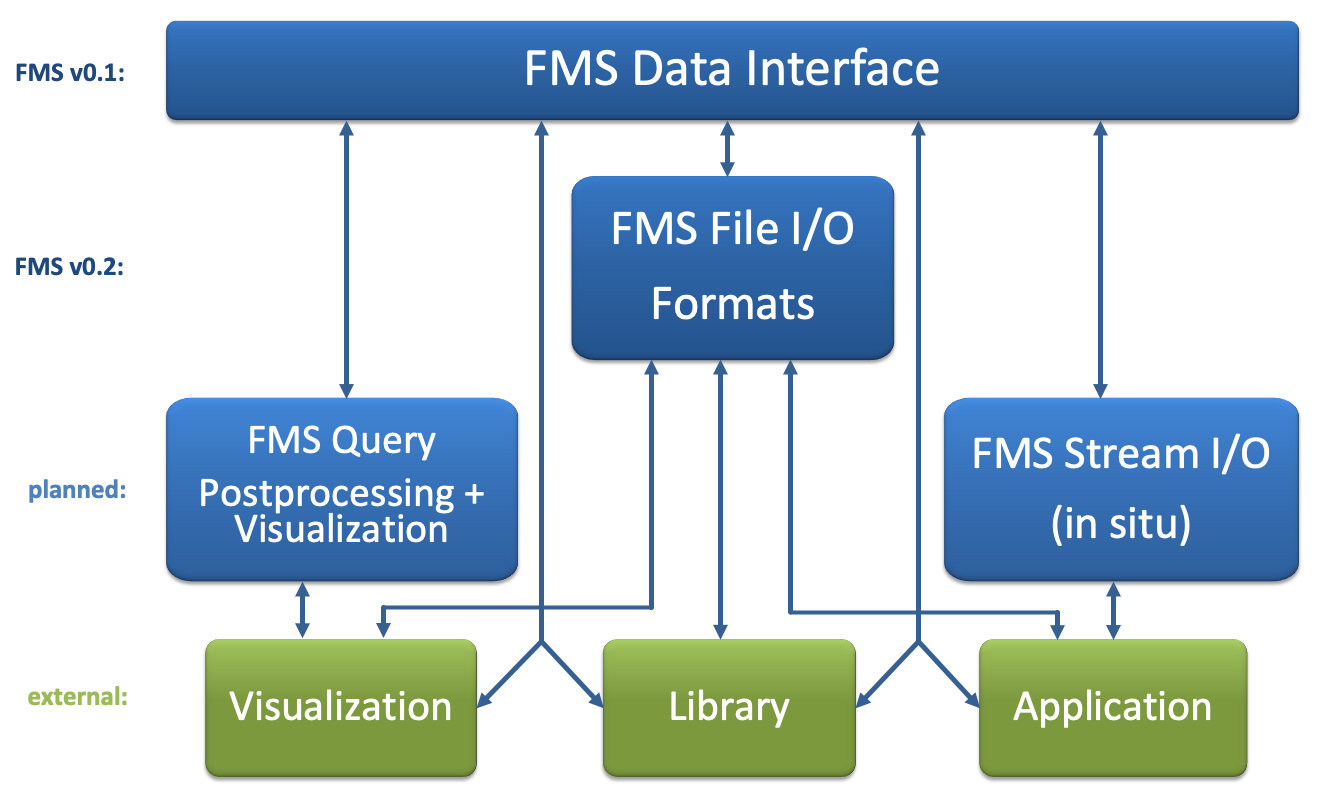 FMS v0.1:
FMS Data Interface
FMS v0.2:
FMS File I/O
Formats
planned:
FMS Query
Postprocessing +
Visualization
FMS Stream I/O
(in situ)
external:
Visualization
Library
Application